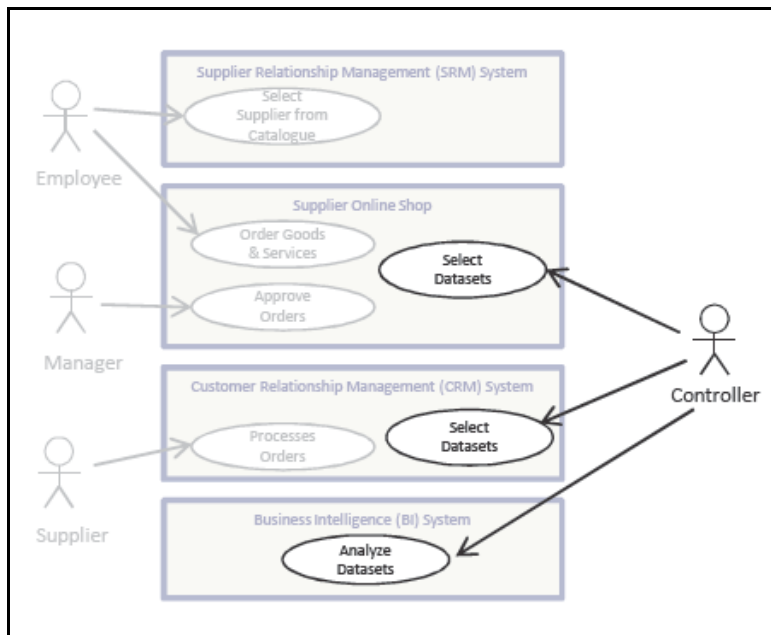 Supplier Relationship Management (SRM) System
Select
Supplier from
Catalogue
Employee
Supplier Online Shop
Order Goods
& Services
Select
Datasets
Approve
Orders
Manager
Controller
Customer Relationship Management (CRM) System
Processes
Orders
Select
Datasets
Supplier
Business Intelligence (BI) System
Analyze
Datasets